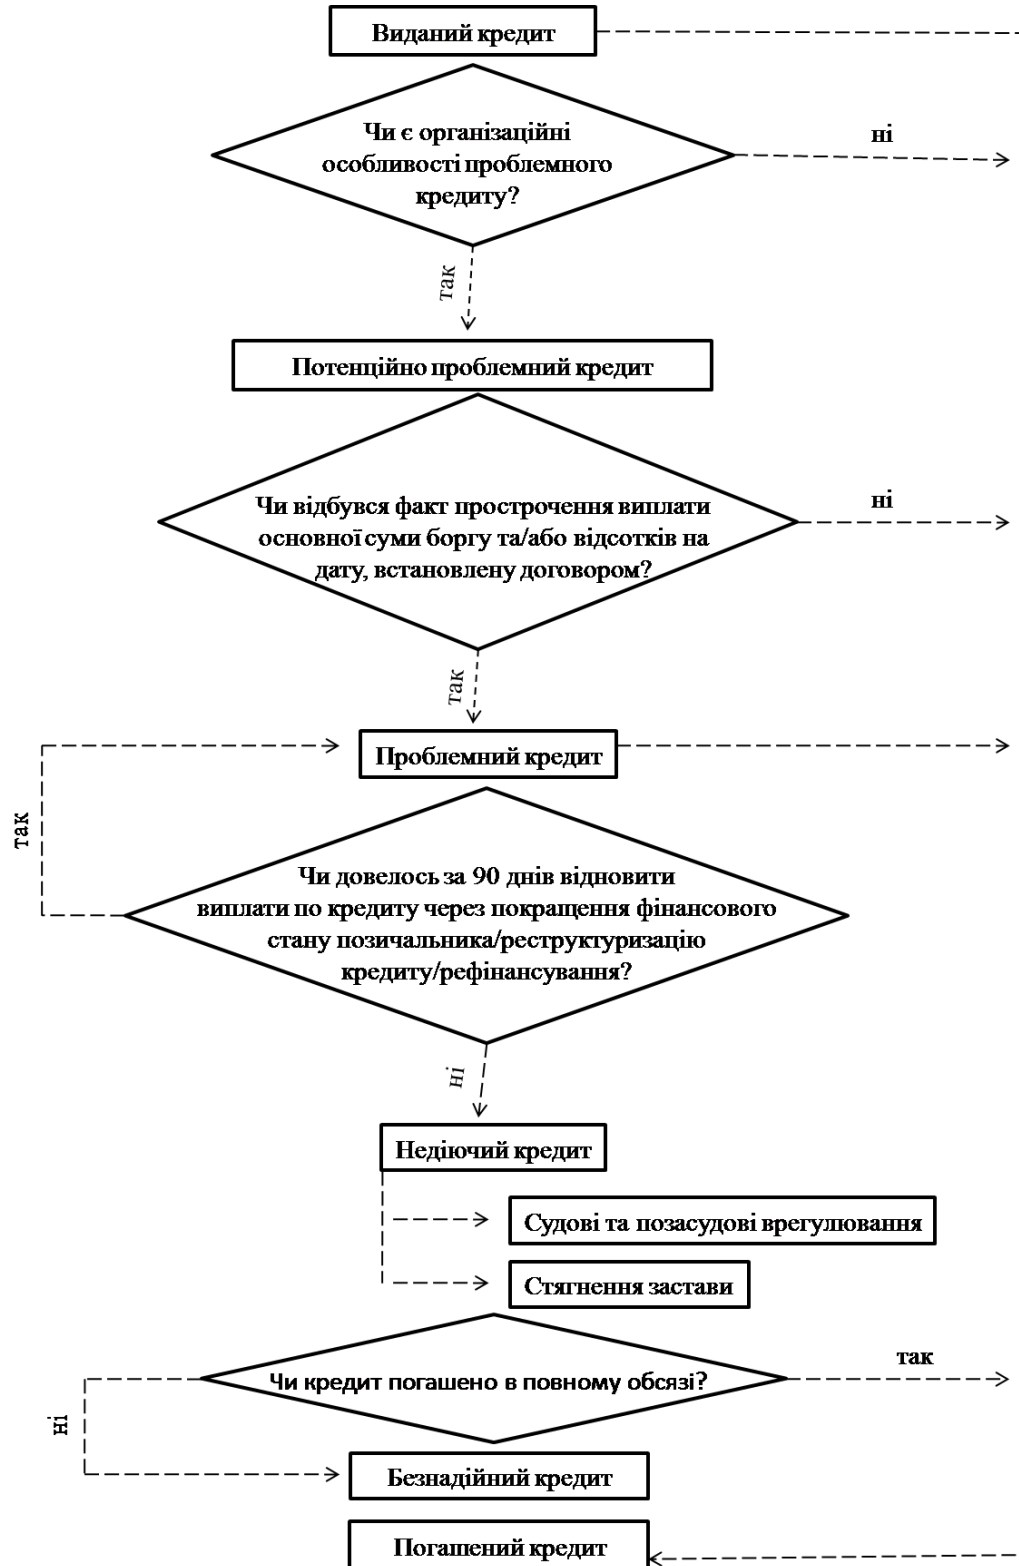 Виданий кредит
Чи є організаційні
особливості проблемного
кредиту?
ні
так
Потенційно проблемний кредит
Чи відбувся факт прострочення виплати
основної суми боргу та/або відсотків на
дату, встановлену договором?
ні
так
Проблемний кредит
так
Чи довелось за 90 днів відновити
виплати по кредиту через покращення фінансового
стану позичальника/реструктуризацію
кредиту/рефінансування?
ні
Недіючий кредит
Судові та позасудові врегулювання
Стягнення застави
Чи кредит погашено в повному обсязі?
так
ні
Безнадійний кредит
Погашений кредит